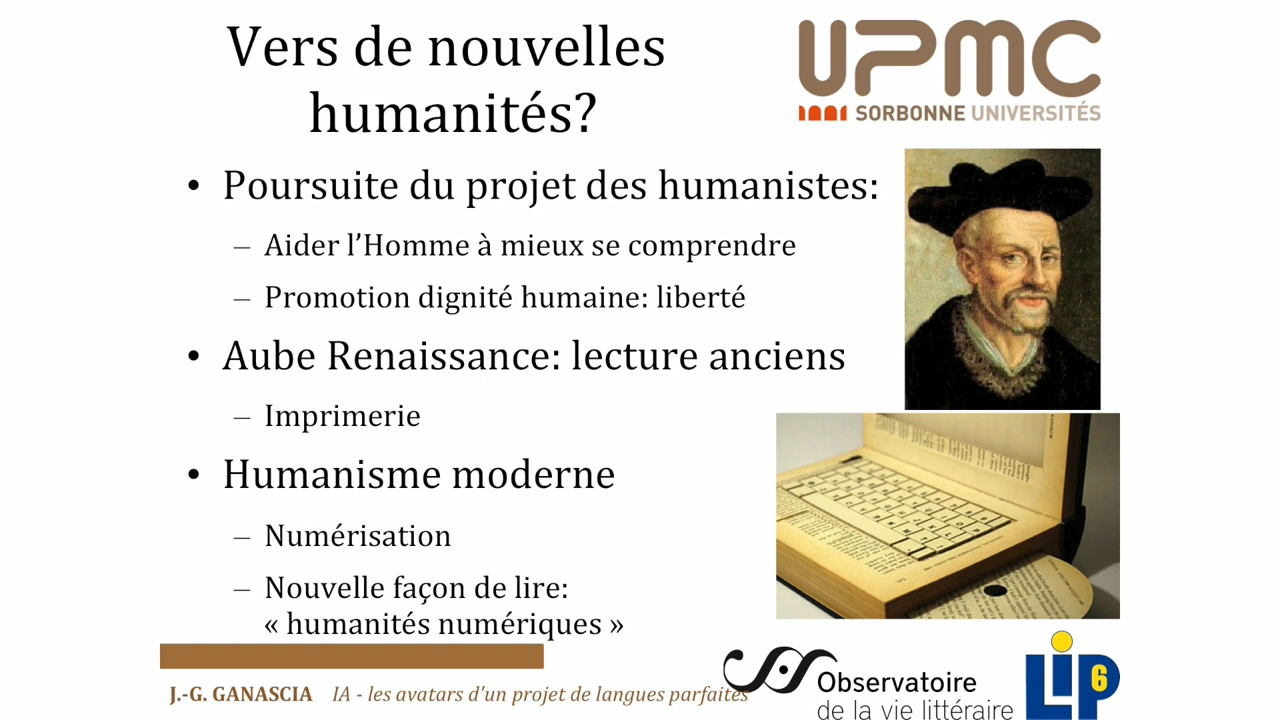 Vers de nouvelles
humanités?
UPMC
SORBONNE UNIVERSITÉS
• Poursuite du projet des humanistes:
– Aider l’Homme à mieux se comprendre
– Promotion dignité humaine: liberté
• Aube Renaissance: lecture anciens
– Imprimerie
• Humanisme moderne
– Numérisation
– Nouvelle façon de lire:
« humanités numériques »
J.-G. GANASCIA IA - les avatars d'un projet de langues parfaites
Observatoire
de la vie littéraire
LIP6